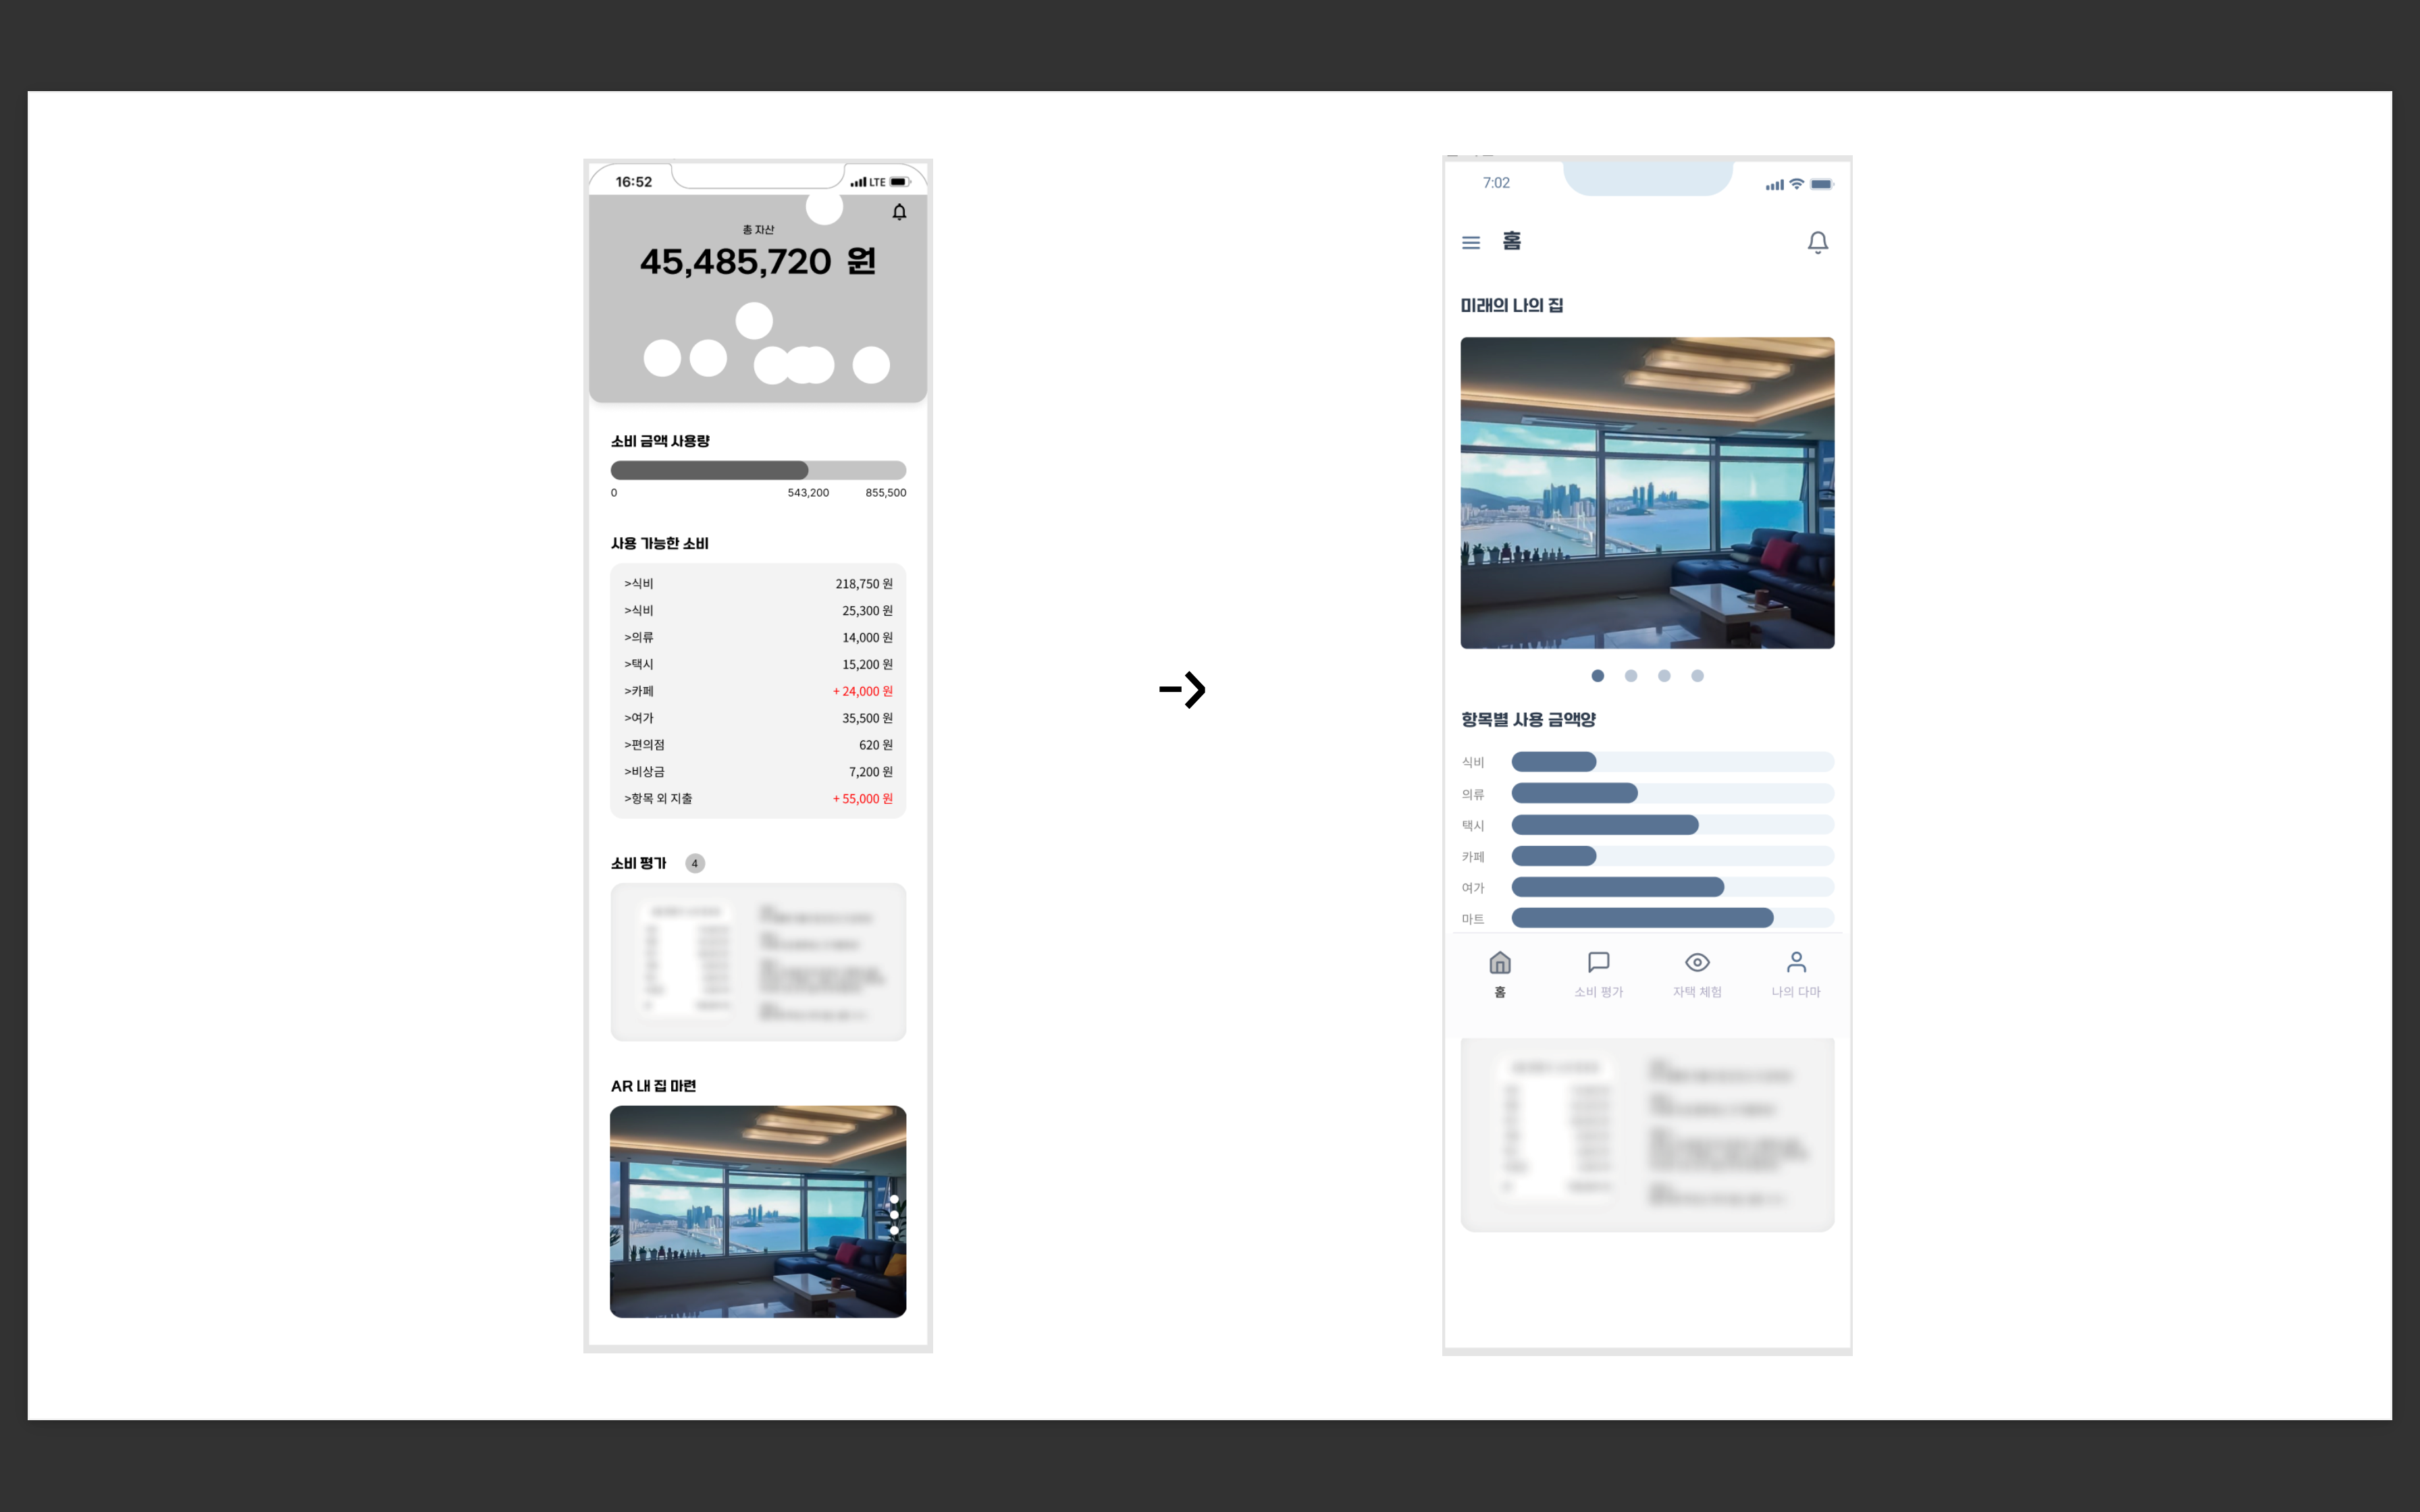 16:52
LTE
총 자산
45,485,720 원
소비 금액 사용량
0 543,200 855,500
사용 가능한 소비
>식비 218,750 원
>식비 25,300 원
>의류 14,000 원
>택시 15,200 원
>카페 + 24,000 원
>여가 35,500 원
>편의점 620 원
>비상금 7,200 원
>항목 외 지출 + 55,000 원
소비 평가 4
AR 내 집 마련
->
7:02
홈
미래의 나의 집
항목별 사용 금액양
식비
의류
택시
카페
여가
마트
홈 소비 평가 자택 체험 나의 다마